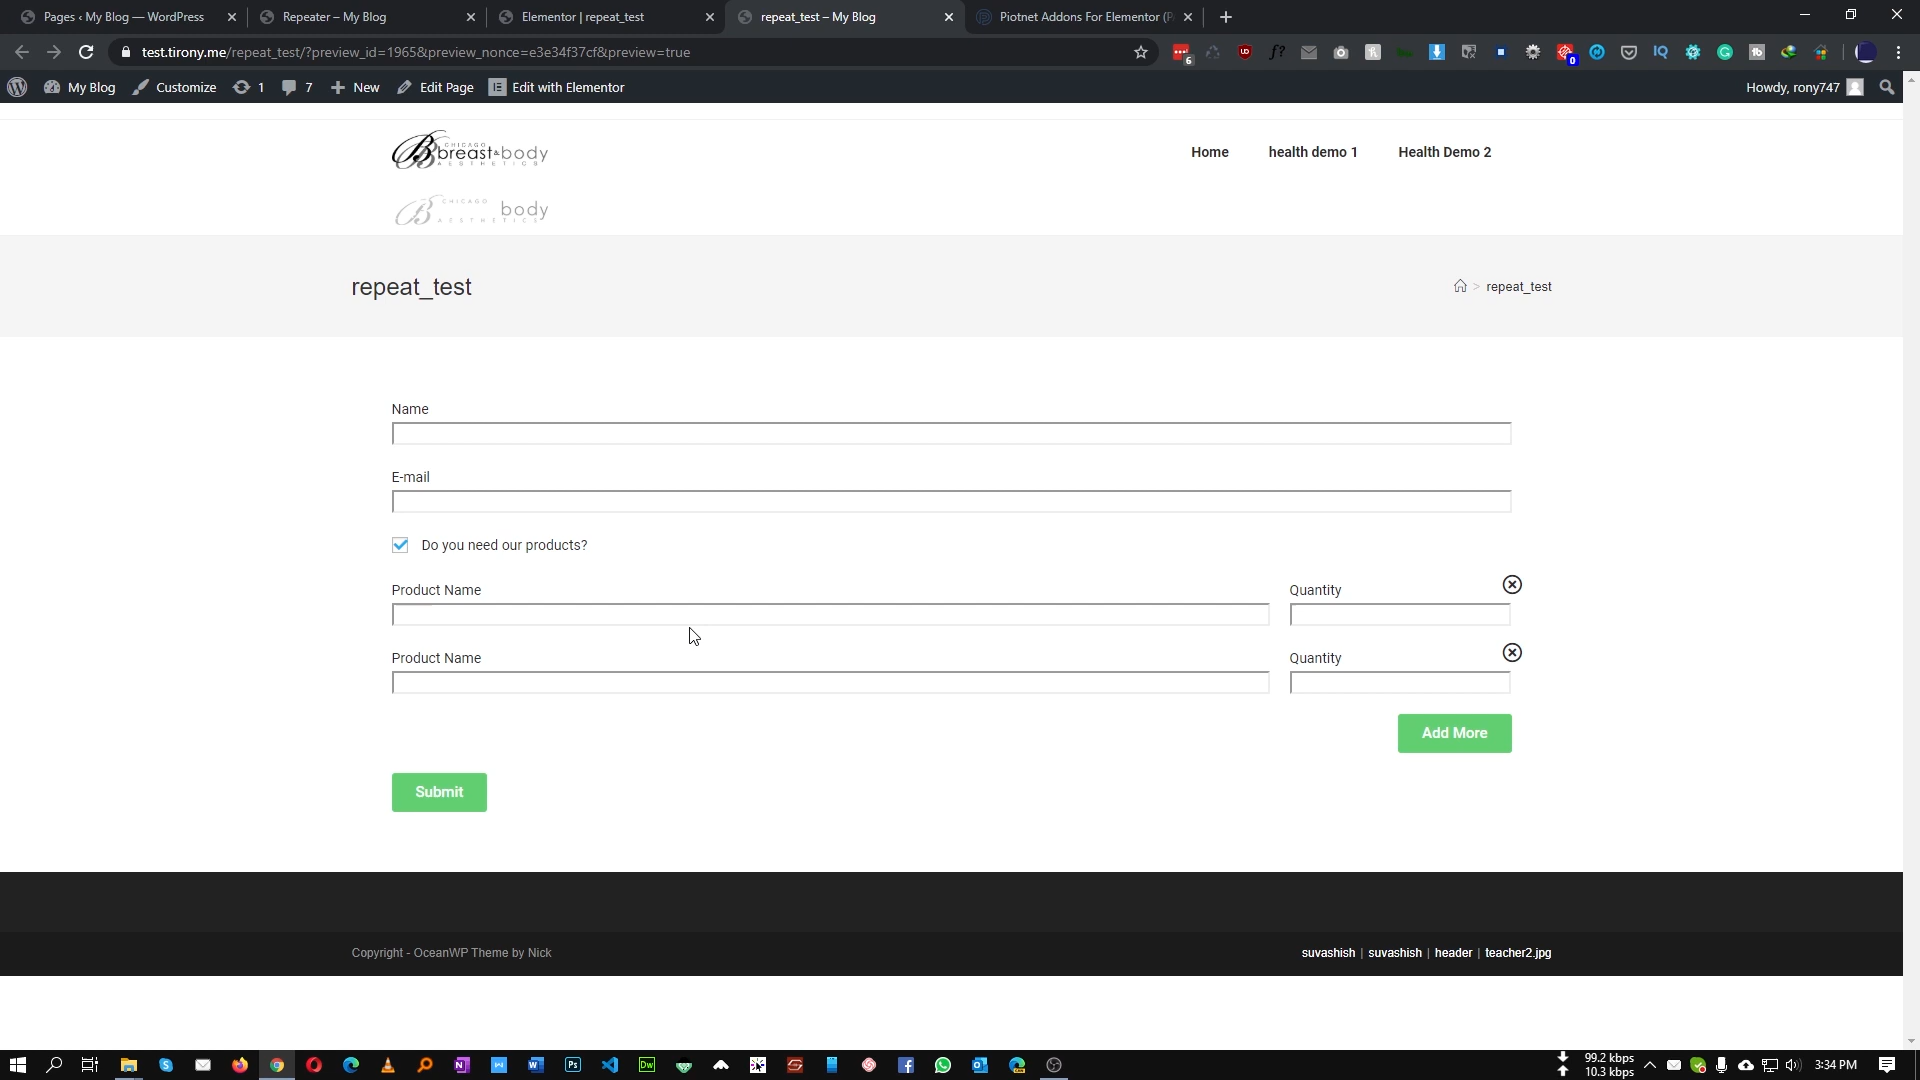 Pages ‹ My Blog — WordPress
Repeater – My Blog
Elementor | repeat_test
repeat_test – My Blog
Piotnet Addons For Elementor (P
test.tirony.me/repeat_test/?preview_id=1965&preview_nonce=e3e34f37cf&preview=true
My Blog
Customize
1
7
New
Edit Page
Edit with Elementor
Howdy, rony747
CHICAGO
breast&body
AESTHETICS
Home
health demo 1
Health Demo 2
CHICAGO
body
AESTHETICS
repeat_test
> repeat_test
Name
E-mail
Do you need our products?
Product Name
Quantity
Product Name
Quantity
Add More
Submit
Copyright - OceanWP Theme by Nick
suvashish | suvashish | header | teacher2.jpg
99.2 kbps
10.3 kbps
3:34 PM